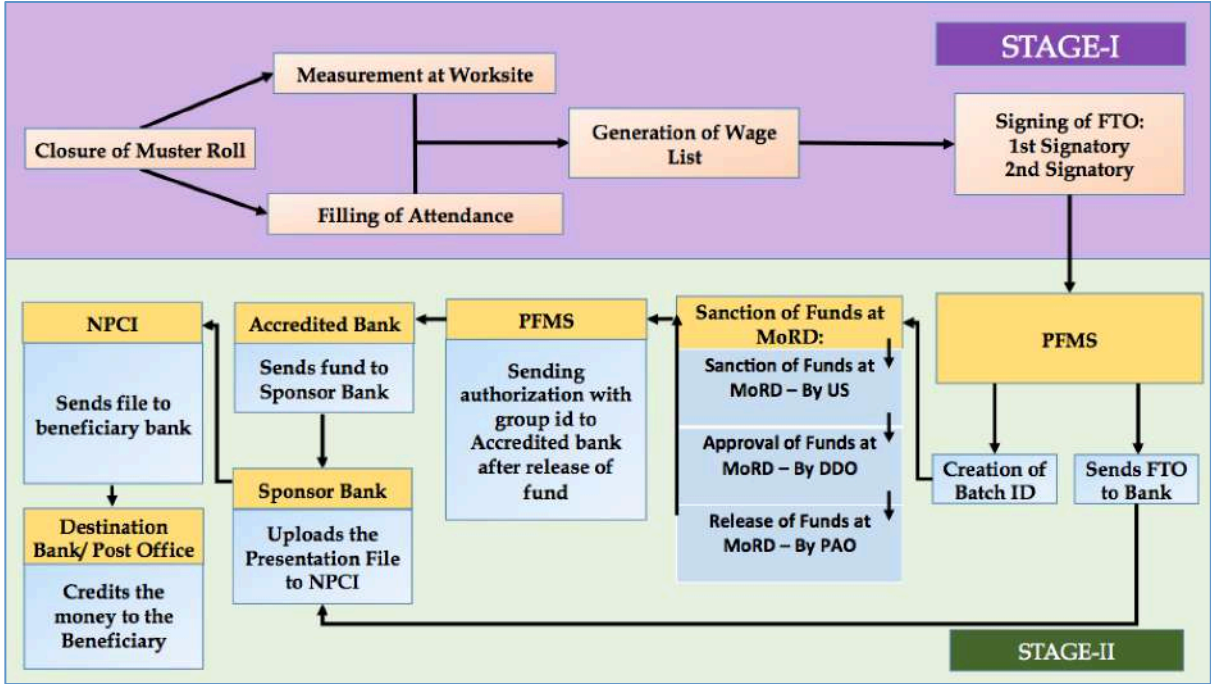 STAGE-I
Measurement at Worksite
Closure of Muster Roll
Filling of Attendance
Generation of Wage
List
Signing of FTO:
1st Signatory
2nd Signatory
PFMS
Creation of
Batch ID
Sends FTO
to Bank
Sanction of Funds at
MoRD:
Sanction of Funds at
MoRD – By US
Approval of Funds at
MoRD – By DDO
Release of Funds at
MoRD – By PAO
PFMS
Sending
authorization with
group id to
Accredited bank
after release of
fund
Accredited Bank
Sends fund to
Sponsor Bank
Sponsor Bank
Uploads the
Presentation File
to NPCI
NPCI
Sends file to
beneficiary bank
Destination
Bank/ Post Office
Credits the
money to the
Beneficiary
STAGE-II